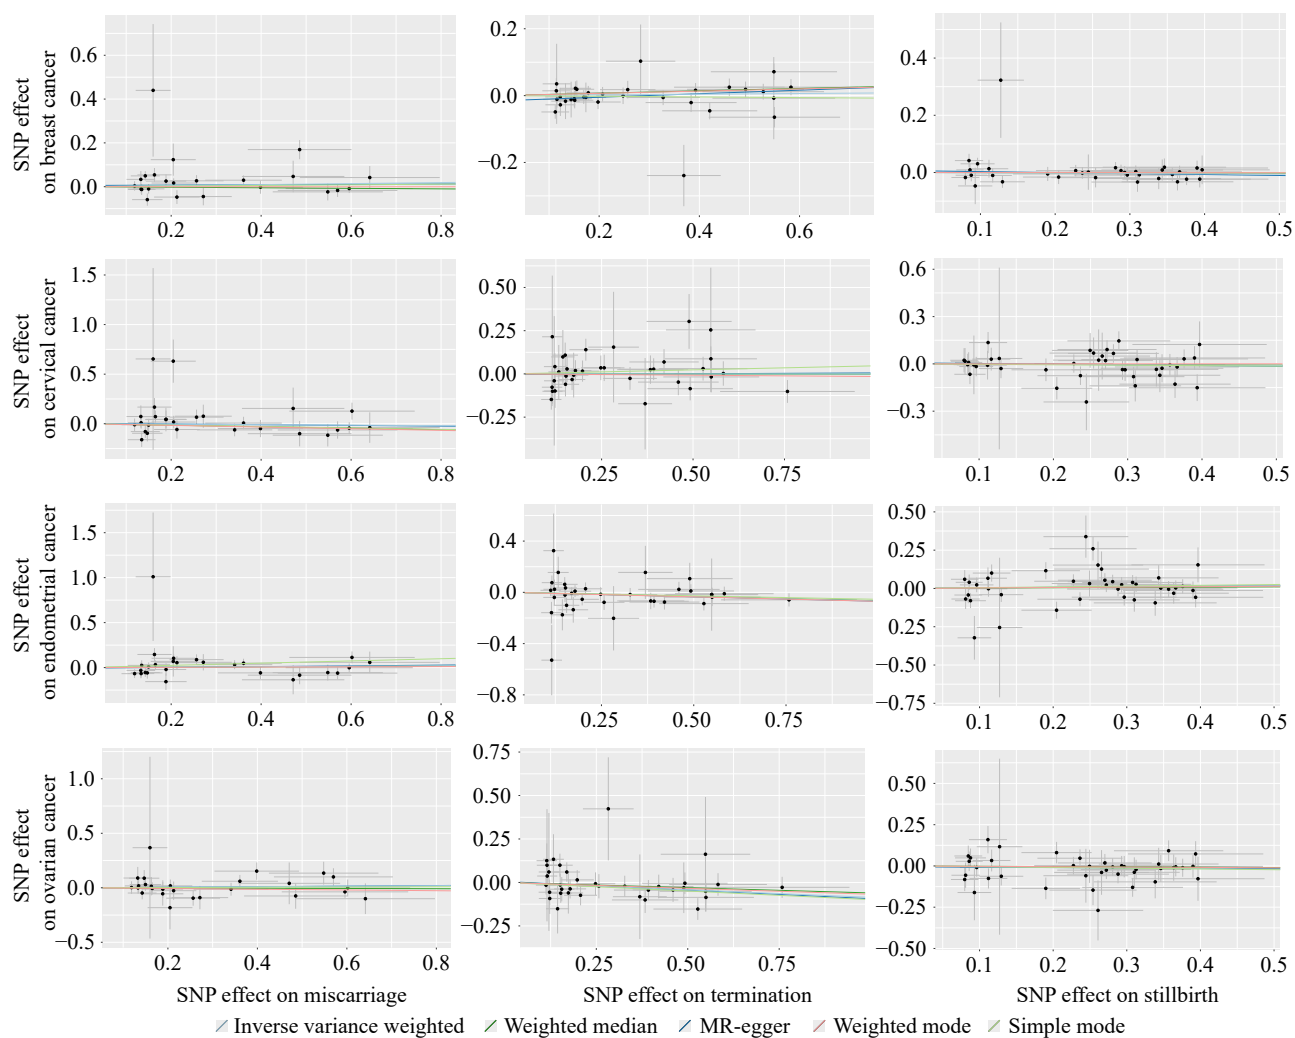 SNP effect
on breast cancer
0.6
0.4
0.2
0.0
0.2 0.4 0.6 0.8
0.2
0.0
−0.2
0.2 0.4 0.6
0.4
0.2
0.0
0.1 0.2 0.3 0.4 0.5
SNP effect
on cervical cancer
1.5
1.0
0.5
0.0
0.2 0.4 0.6 0.8
0.50
0.25
0.00
−0.25
0.25 0.50 0.75
0.6
0.3
0.0
−0.3
0.1 0.2 0.3 0.4 0.5
SNP effect
on endometrial cancer
1.5
1.0
0.5
0.0
0.2 0.4 0.6 0.8
0.4
0.0
−0.4
−0.8
0.25 0.50 0.75
0.50
0.25
0.00
0.25
−0.50
−0.75
0.1 0.2 0.3 0.4 0.5
SNP effect
on ovarian cancer
1.0
0.5
0.0
−0.5
0.2 0.4 0.6 0.8
SNP effect on miscarriage
0.75
0.50
0.25
0.00
−0.25
0.25 0.50 0.75
SNP effect on termination
0.50
0.25
0.00
−0.25
−0.50
0.1 0.2 0.3 0.4 0.5
SNP effect on stillbirth
Inverse variance weighted Weighted median MR-egger Weighted mode Simple mode